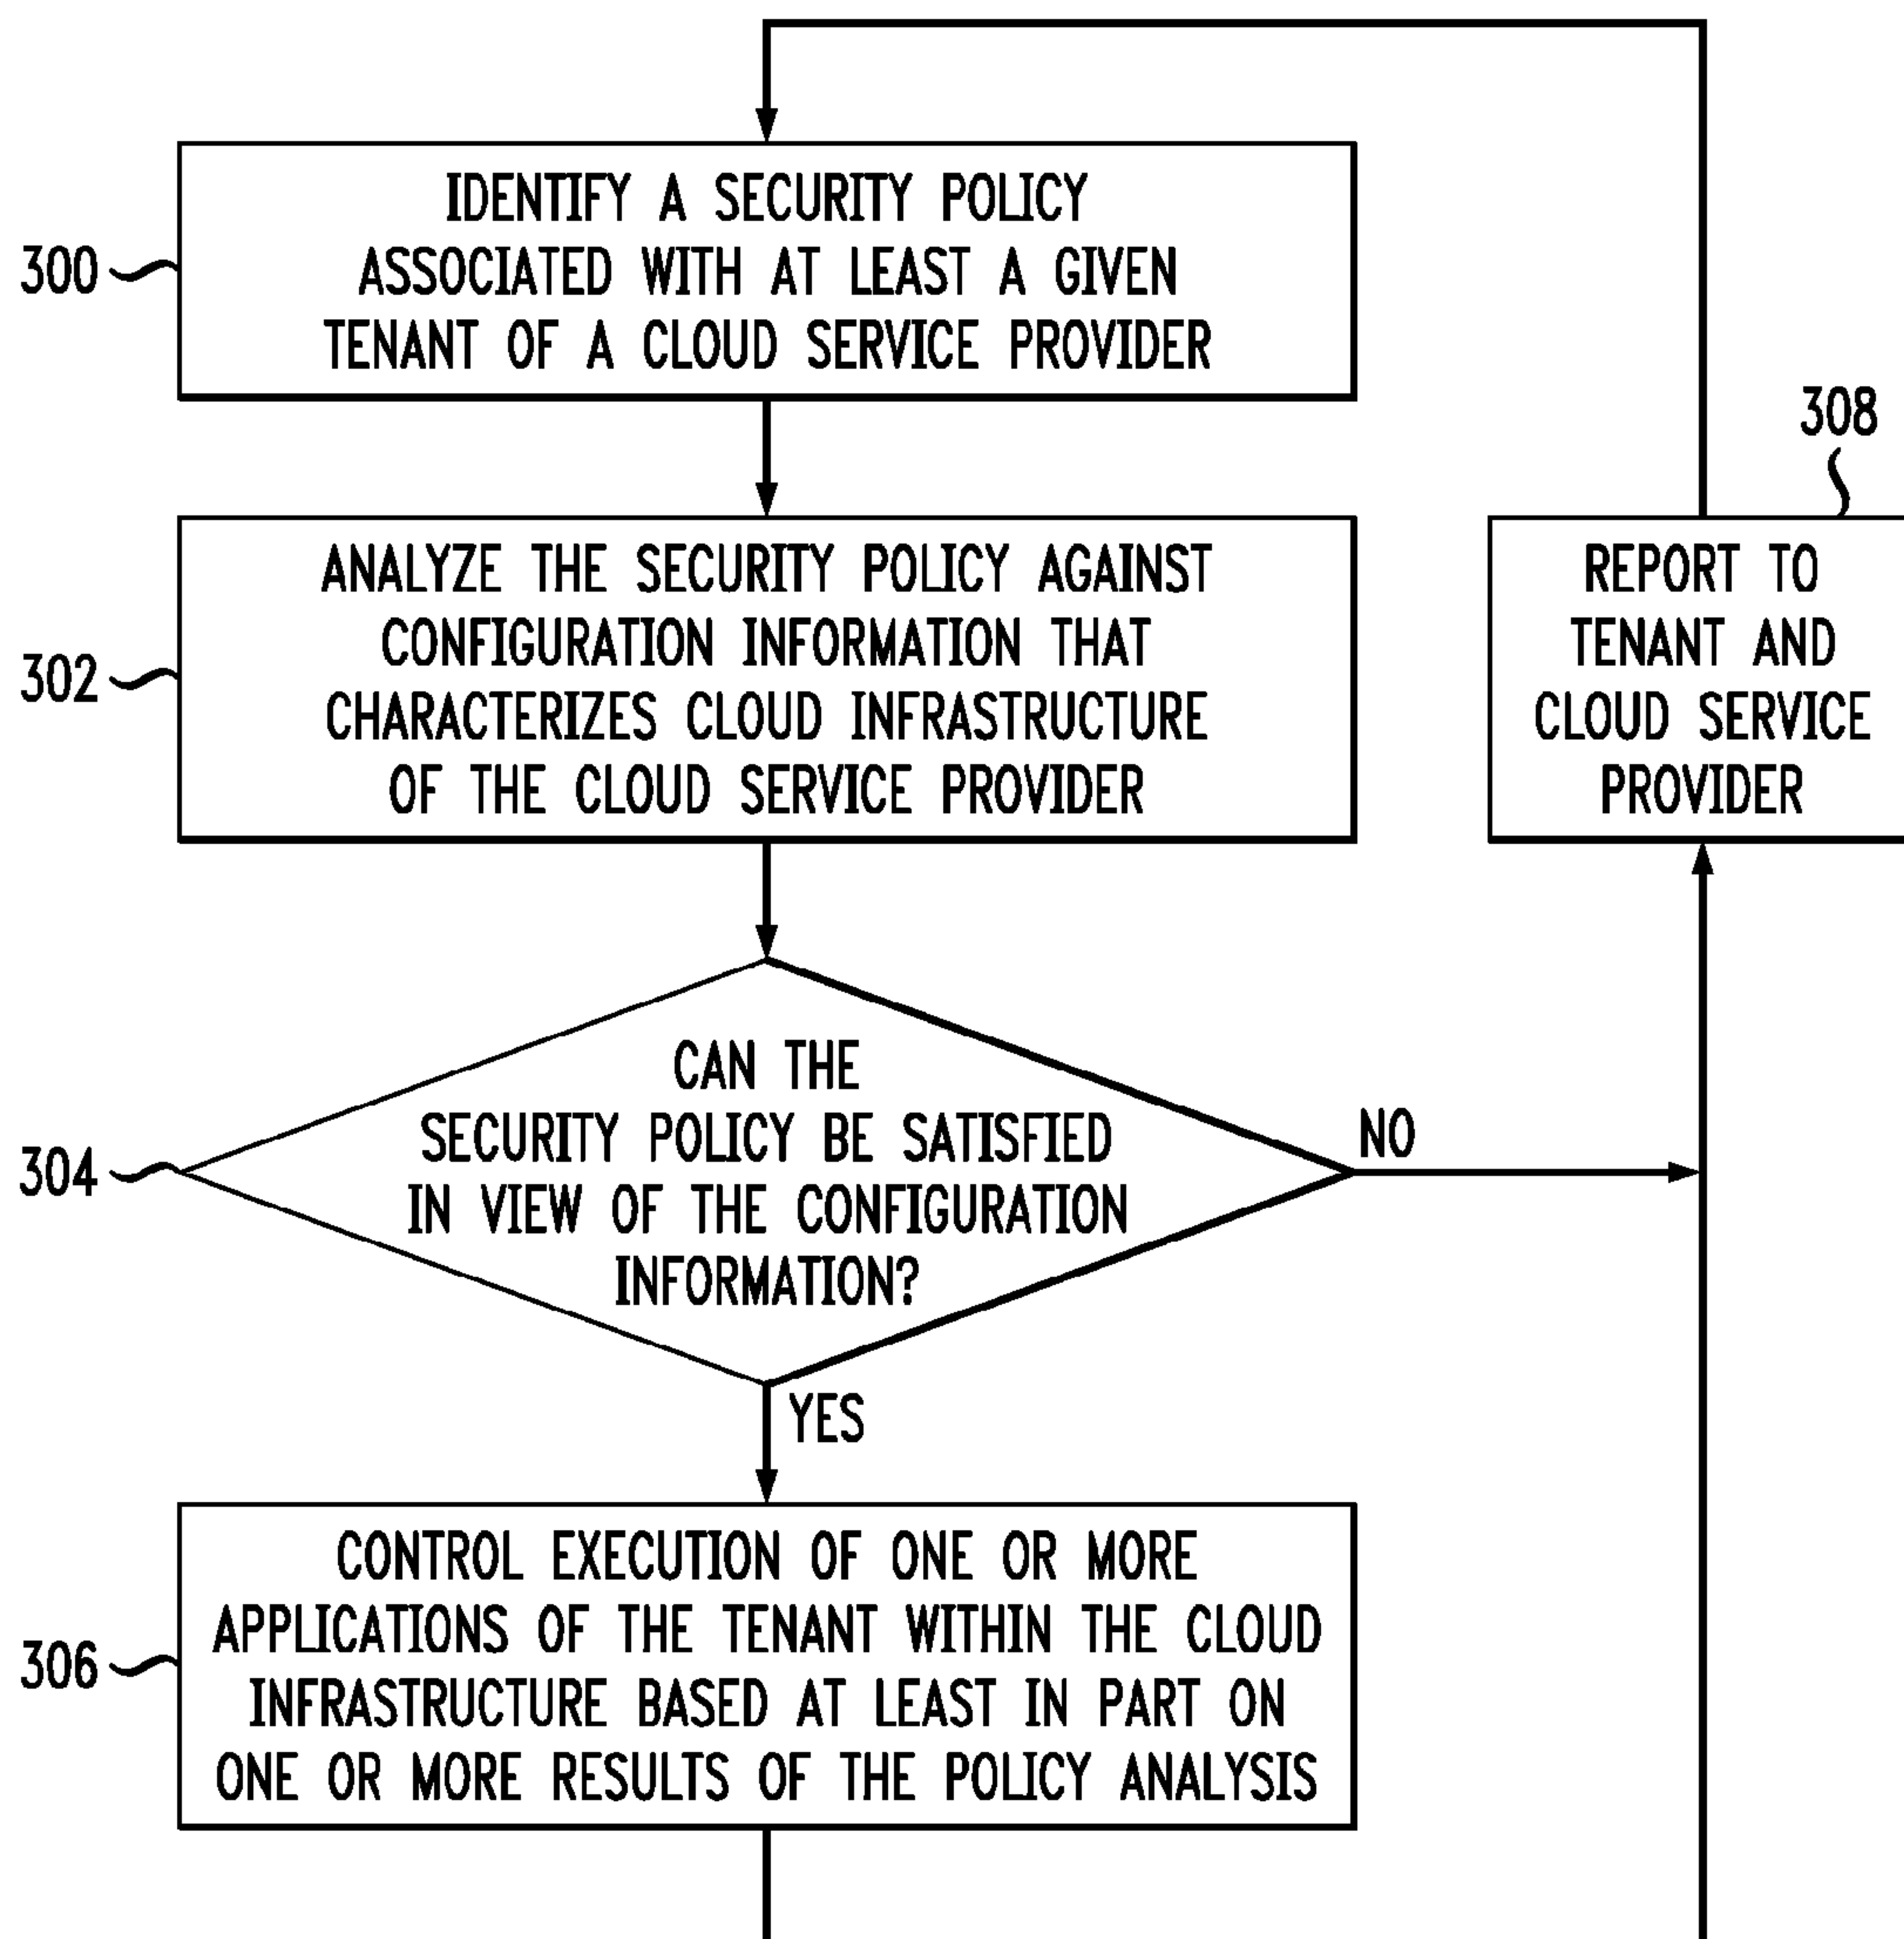 300
IDENTIFY A SECURITY POLICY
ASSOCIATED WITH AT LEAST A GIVEN
TENANT OF A CLOUD SERVICE PROVIDER
302
ANALYZE THE SECURITY POLICY AGAINST
CONFIGURATION INFORMATION THAT
CHARACTERIZES CLOUD INFRASTRUCTURE
OF THE CLOUD SERVICE PROVIDER
308
REPORT TO
TENANT AND
CLOUD SERVICE
PROVIDER
304
CAN THE
SECURITY POLICY BE SATISFIED
IN VIEW OF THE CONFIGURATION
INFORMATION?
NO
YES
306
CONTROL EXECUTION OF ONE OR MORE
APPLICATIONS OF THE TENANT WITHIN THE CLOUD
INFRASTRUCTURE BASED AT LEAST IN PART ON
ONE OR MORE RESULTS OF THE POLICY ANALYSIS